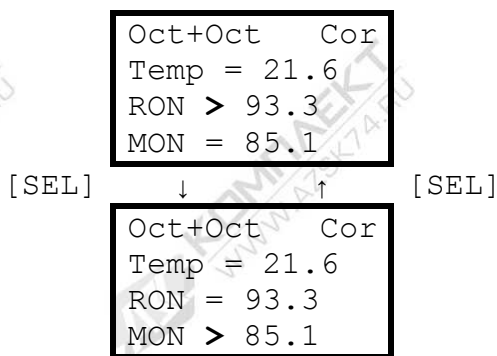 Oct+Oct Cor
Temp = 21.6
RON > 93.3
MON = 85.1
[SEL] ↓ ↑ [SEL]
Oct+Oct Cor
Temp = 21.6
RON = 93.3
MON > 85.1